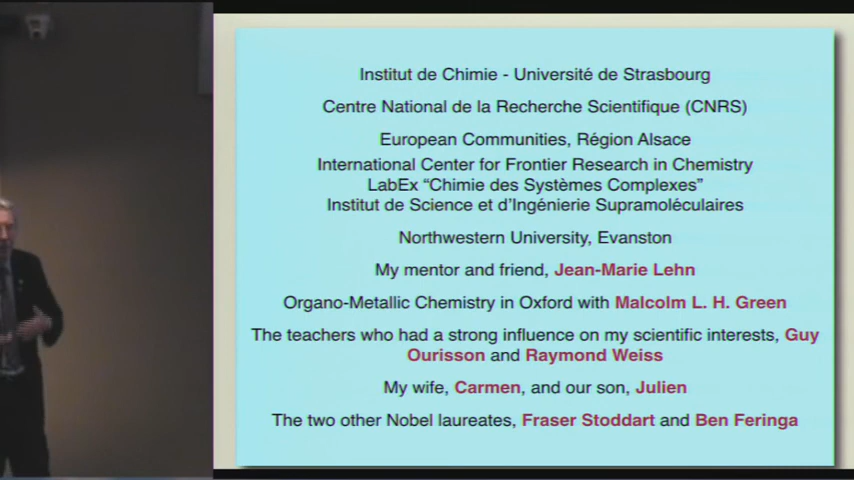 Institut de Chimie - Université de Strasbourg
Centre National de la Recherche Scientifique (CNRS)
European Communities, Région Alsace
International Center for Frontier Research in Chemistry
LabEx “Chimie des Systèmes Complexes”
Institut de Science et d’Ingénierie Supramoléculaires
Northwestern University, Evanston
My mentor and friend, Jean-Marie Lehn
Organo-Metallic Chemistry in Oxford with Malcolm L. H. Green
The teachers who had a strong influence on my scientific interests, Guy
Ourisson and Raymond Weiss
My wife, Carmen, and our son, Julien
The two other Nobel laureates, Fraser Stoddart and Ben Feringa